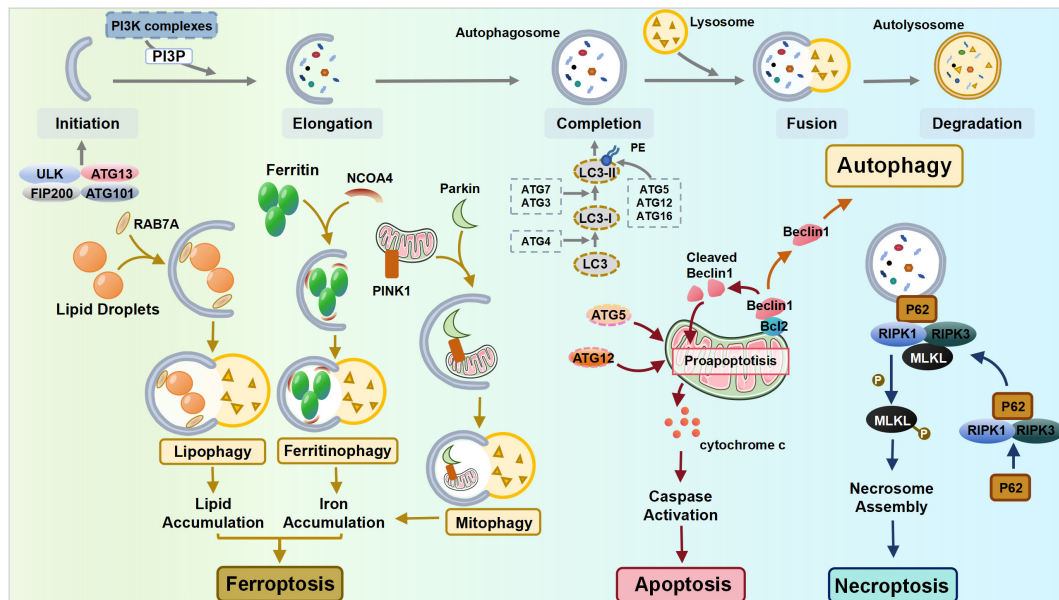 PI3K complexes
PI3P
Autophagosome
Lysosome
Autolysosome
Initiation
Elongation
Completion
Fusion
Degradation
ULK
ATG13
FIP200
ATG101
RAB7A
Lipid Droplets
Ferritin
NCOA4
PINK1
Parkin
PE
LC3-II
ATG7
ATG3
ATG5
ATG12
ATG16
LC3-I
ATG4
LC3
Autophagy
Beclin1
Cleaved
Beclin1
Beclin1
Bcl2
ATG5
ATG12
Proapoptotisis
cytochrome c
Caspase
Activation
Apoptosis
P62
RIPK1
RIPK3
MLKL
P
MLKL
P
P62
RIPK1
RIPK3
P62
Necrosome
Assembly
Necroptosis
Lipophagy
Ferritinophagy
Mitophagy
Lipid
Accumulation
Iron
Accumulation
Ferroptosis